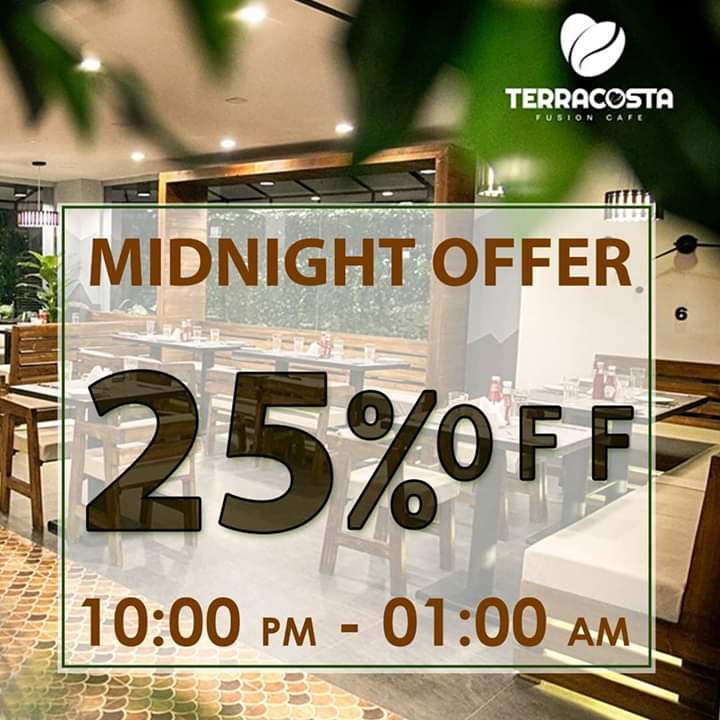 TERRACOSTA
FUSION CAFE
MIDNIGHT OFFER
25% OFF
10:00 PM - 01:00 AM
6